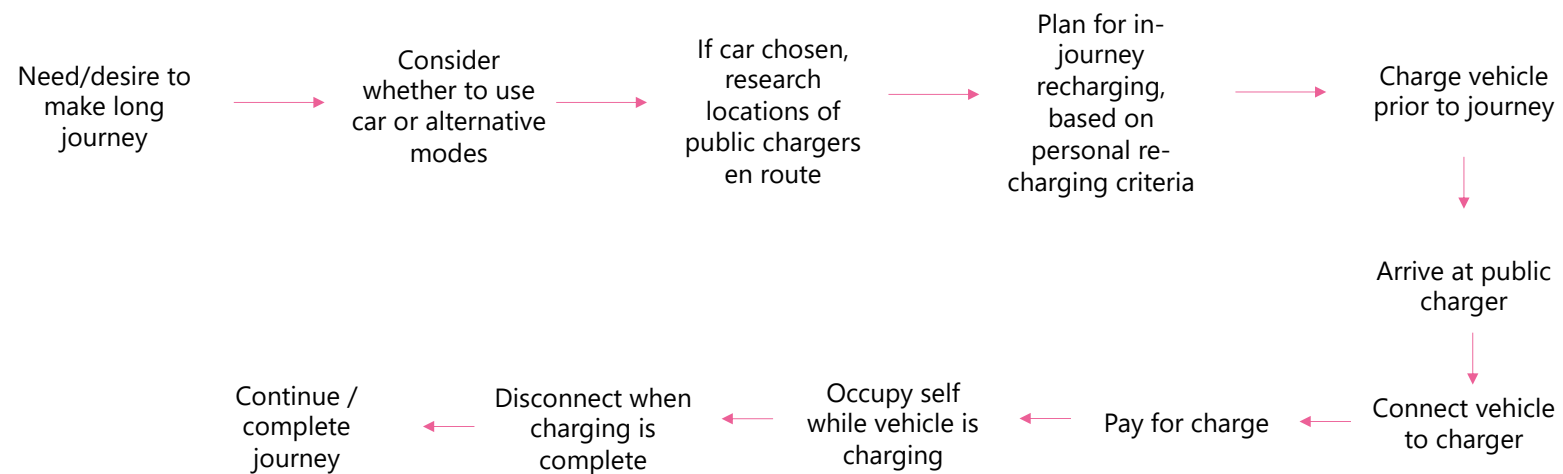 Need/desire to
make long
journey
Consider
whether to use
car or alternative
modes
If car chosen,
research
locations of
public chargers
en route
Plan for in-
journey
recharging,
based on
personal re-
charging criteria
Charge vehicle
prior to journey
Arrive at public
charger
Connect vehicle
to charger
Pay for charge
Occupy self
while vehicle is
charging
Disconnect when
charging is
complete
Continue /
complete
journey